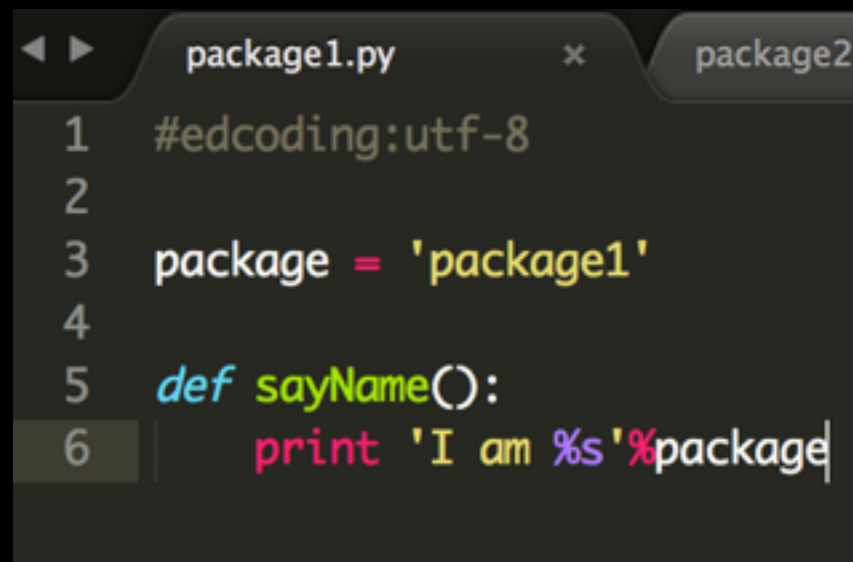 package1.py × package2
1 #edcoding:utf-8
2
3 package = 'package1'
4
5 def sayName():
6 print 'I am %s'%package